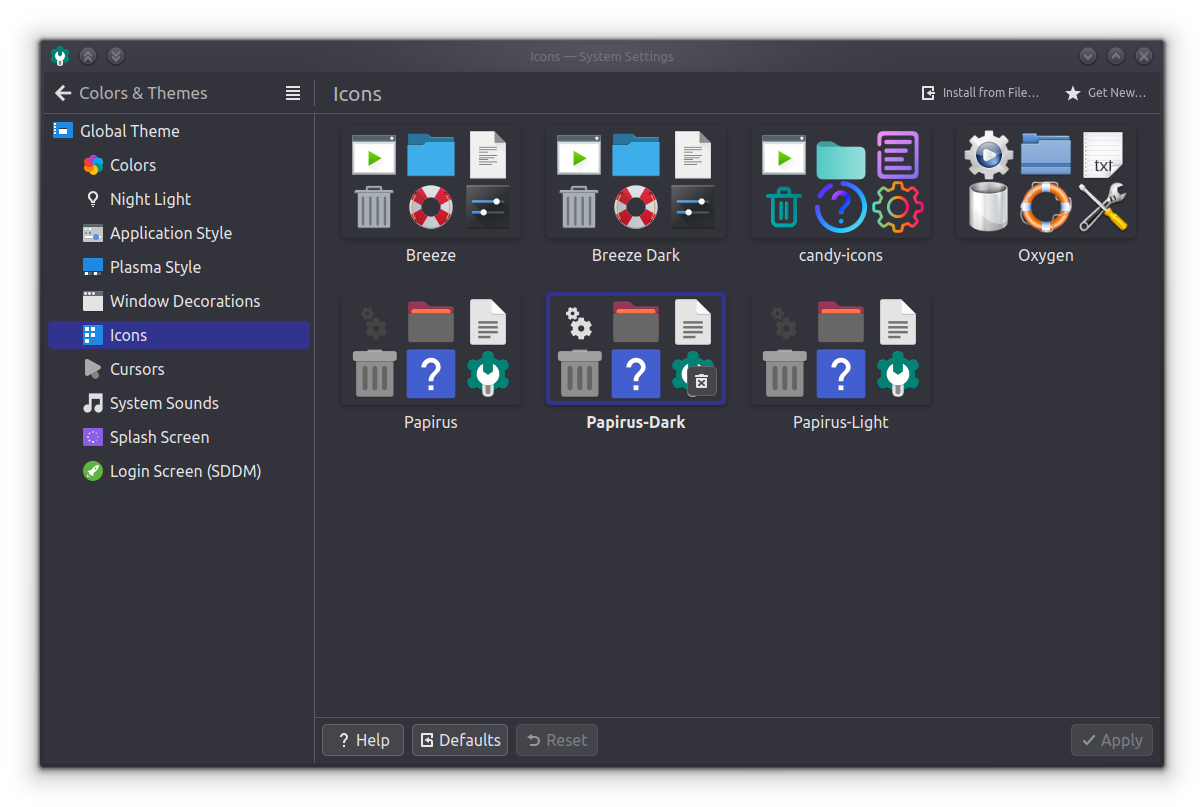 Icons — System Settings
Colors & Themes
Icons
Install from File...
Get New...
Global Theme
Colors
Night Light
Application Style
Plasma Style
Window Decorations
Icons
Cursors
System Sounds
Splash Screen
Login Screen (SDDM)
txt
Breeze
Breeze Dark
candy-icons
Oxygen
Papirus
Papirus-Dark
Papirus-Light
? Help
Defaults
Reset
Apply